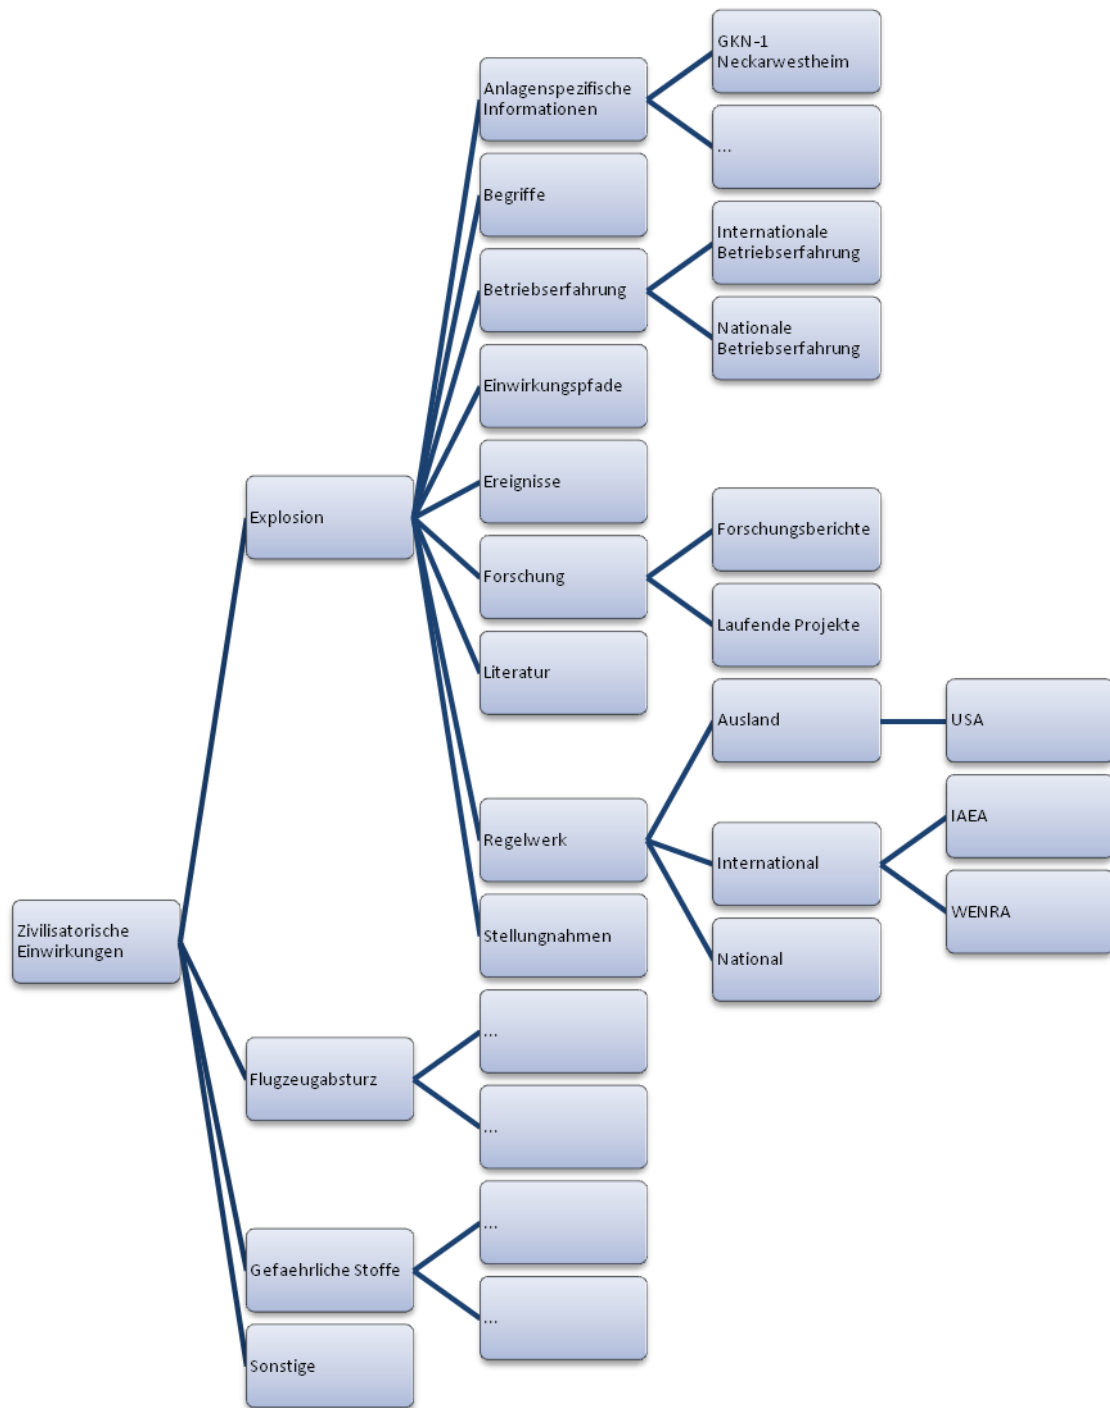 Zivilisatorische
Einwirkungen
Explosion
Anlagenspezifische
Informationen
GKN-1
Neckarwestheim
...
Begriffe
Betriebserfahrung
Internationale
Betriebserfahrung
Nationale
Betriebserfahrung
Einwirkungspfade
Ereignisse
Forschung
Forschungsberichte
Laufende Projekte
Literatur
Regelwerk
Ausland
USA
International
IAEA
WENRA
National
Stellungnahmen
Flugzeugabsturz
...
...
Gefaehrliche Stoffe
...
...
Sonstige